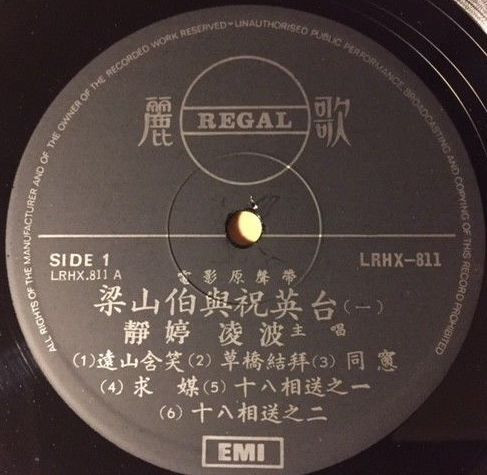 ALL RIGHTS OF THE MANUFACTURER AND OF THE OWNER OF THE RECORDED WORK RESERVED-UNAUTHORISED PUBLIC PERFORMANCE, BROADCASTING AND COPYING OF THIS RECORD PROHIBITED
麗 REGAL 歌
SIDE 1 LRHX-811
LRHX.811 A
電影原聲帶
梁山伯與祝英台(一)
靜婷 凌波主唱
(1)遠山含笑(2)草橋結拜(3)同窻
(4)求 媒(5)十八相送之一
(6)十八相送之二
EMI